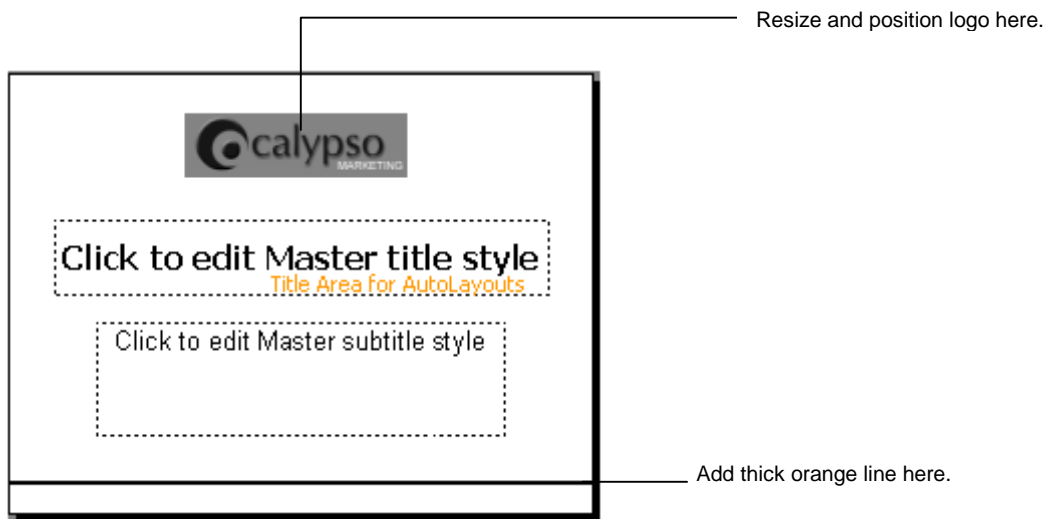 Resize and position logo here.
calypso
MARKETING
Click to edit Master title style
Title Area for AutoLayouts
Click to edit Master subtitle style
Add thick orange line here.